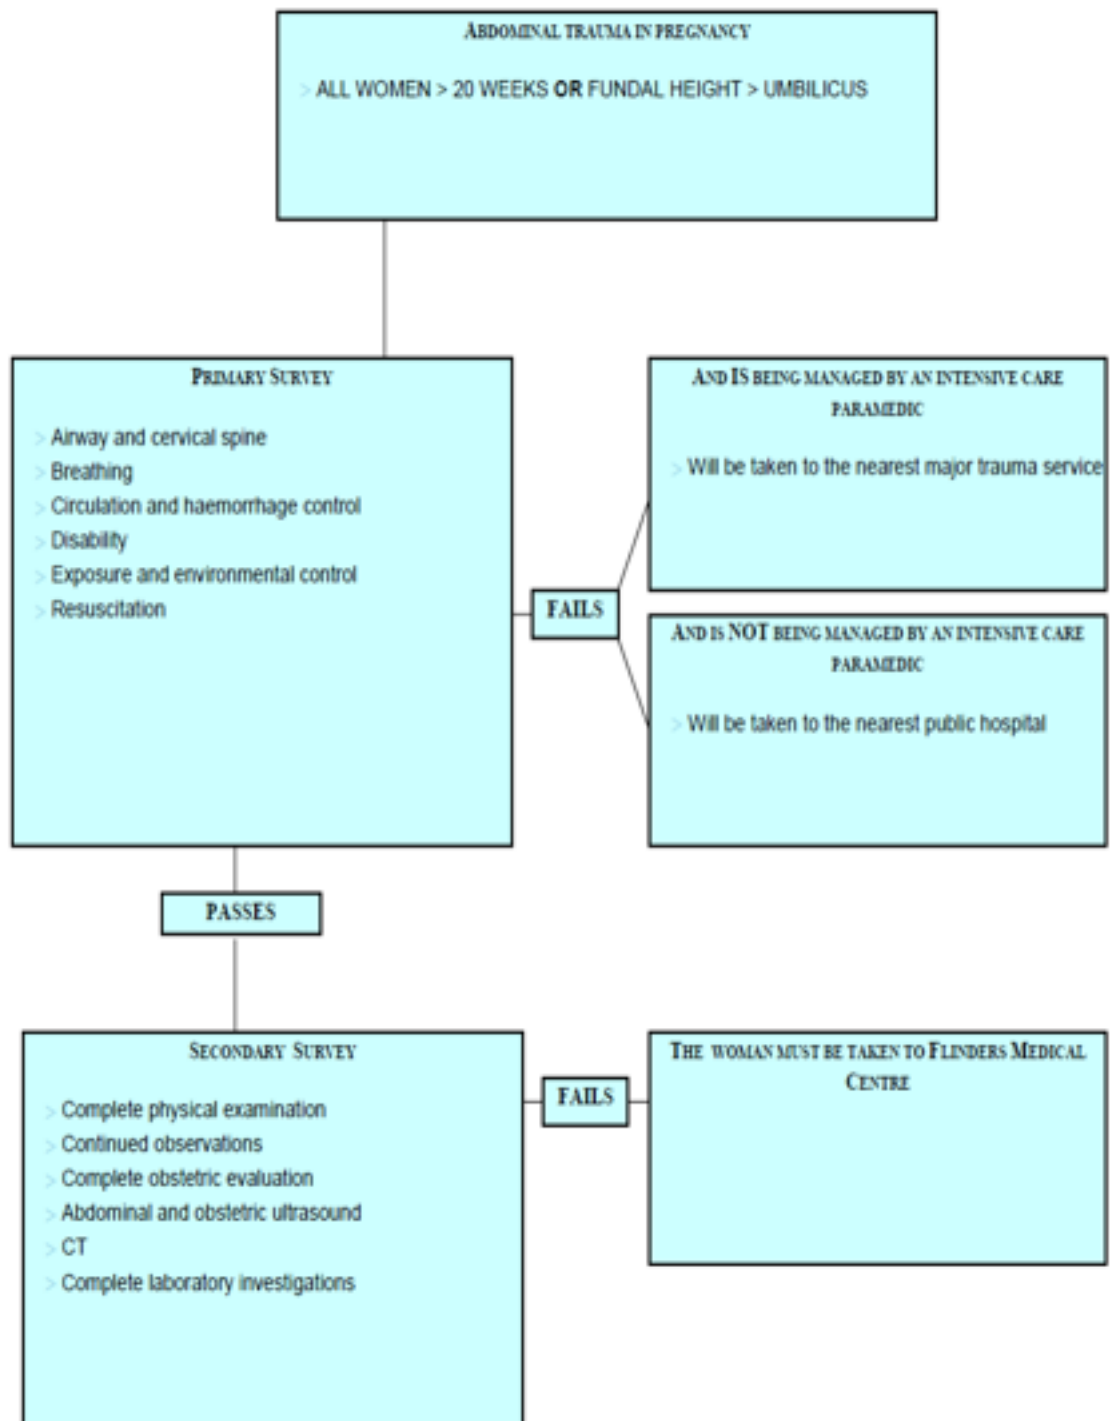 ABDOMINAL TRAUMA IN PREGNANCY
> ALL WOMEN > 20 WEEKS OR FUNDAL HEIGHT > UMBILICUS
PRIMARY SURVEY
> Airway and cervical spine
> Breathing
> Circulation and haemorrhage control
> Disability
> Exposure and environmental control
> Resuscitation
FAILS
AND IS BEING MANAGED BY AN INTENSIVE CARE
PARAMEDIC
> Will be taken to the nearest major trauma service
AND IS NOT BEING MANAGED BY AN INTENSIVE CARE
PARAMEDIC
> Will be taken to the nearest public hospital
PASSES
SECONDARY SURVEY
> Complete physical examination
> Continued observations
> Complete obstetric evaluation
> Abdominal and obstetric ultrasound
> CT
> Complete laboratory investigations
FAILS
THE WOMAN MUST BE TAKEN TO FLINDERS MEDICAL
CENTRE